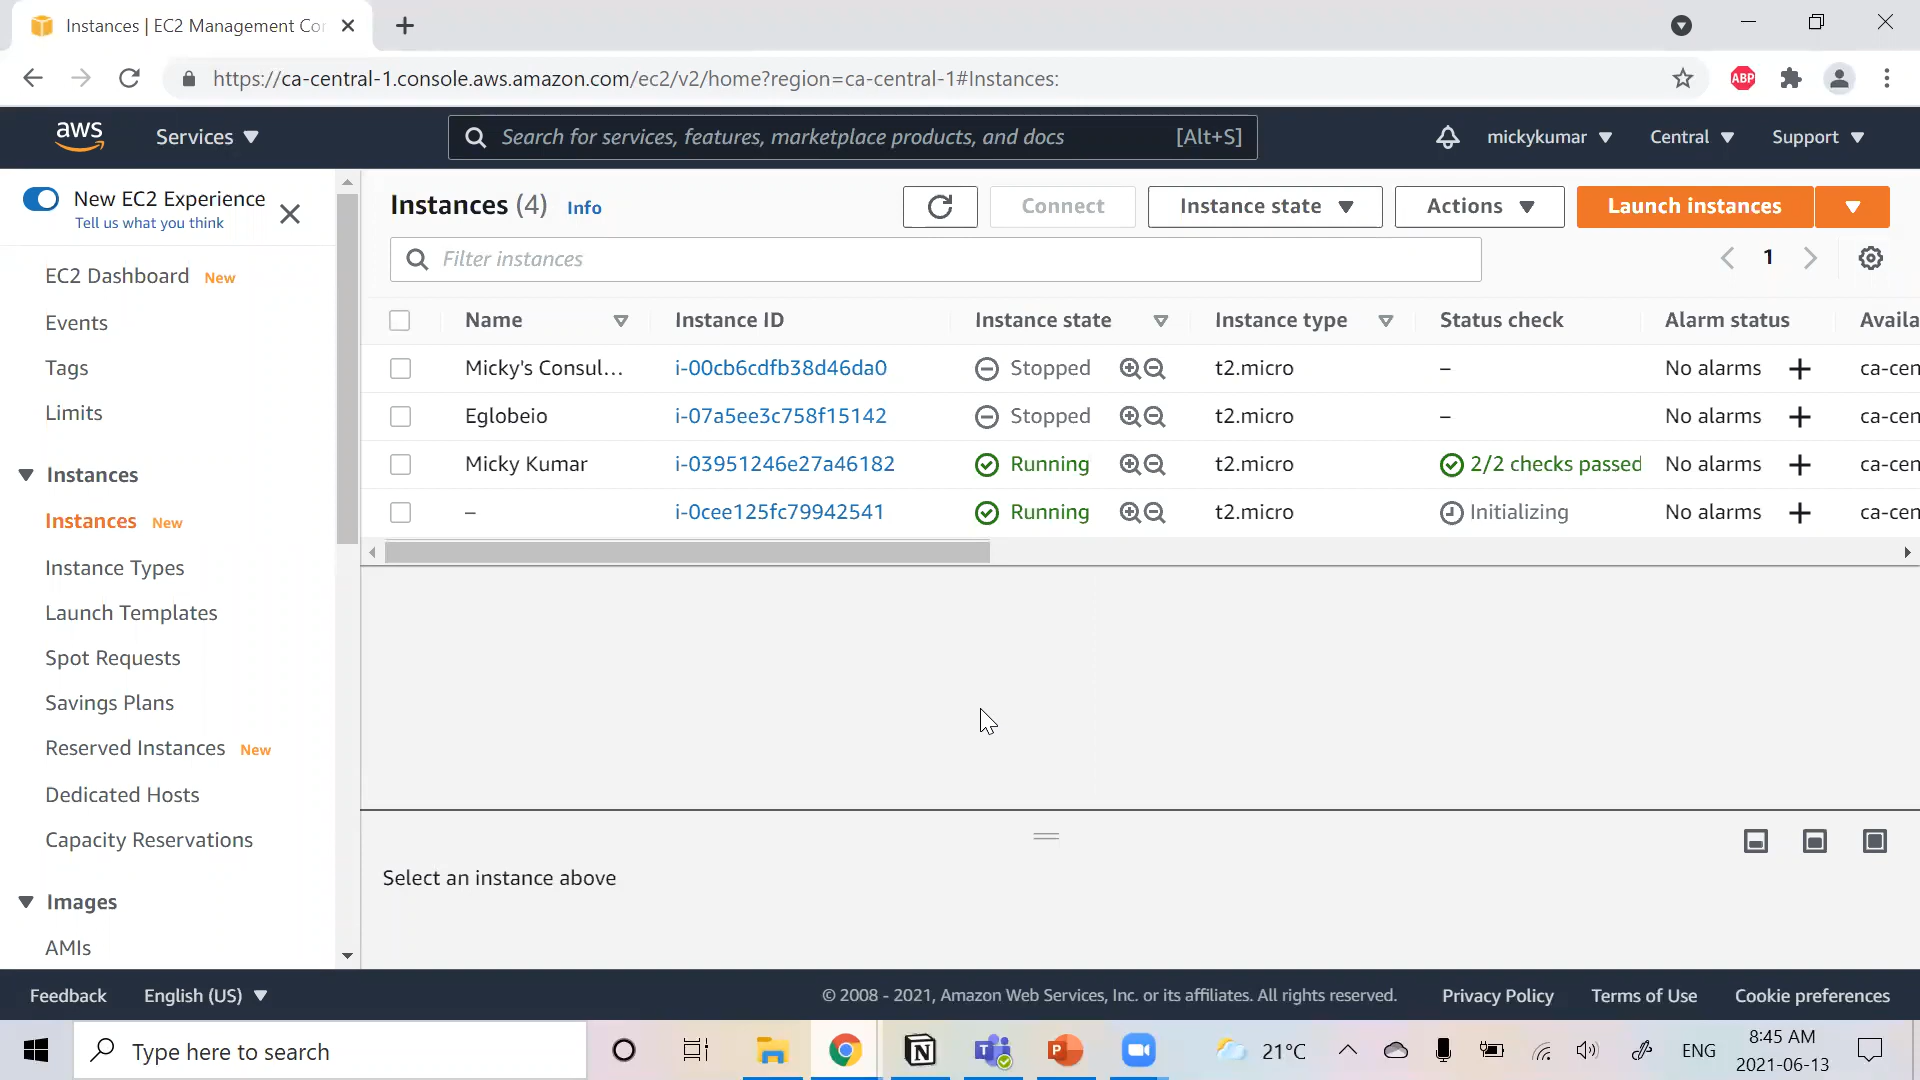 Instances | EC2 Management Co
https://ca-central-1.console.aws.amazon.com/ec2/v2/home?region=ca-central-1#Instances:
ABP
aws
Services
Search for services, features, marketplace products, and docs
[Alt+S]
mickykumar
Central
Support
New EC2 Experience
Tell us what you think
EC2 Dashboard New
Events
Tags
Limits
Instances
Instances New
Instance Types
Launch Templates
Spot Requests
Savings Plans
Reserved Instances New
Dedicated Hosts
Capacity Reservations
Images
AMIs
Instances (4) Info
Connect
Instance state
Actions
Launch instances
Filter instances
1
Name Instance ID Instance state Instance type Status check Alarm status Availa
Micky's Consul... i-00cb6cdfb38d46da0 Stopped t2.micro – No alarms + ca-cen
Eglobeio i-07a5ee3c758f15142 Stopped t2.micro – No alarms + ca-cen
Micky Kumar i-03951246e27a46182 Running t2.micro 2/2 checks passed No alarms + ca-cen
– i-0cee125fc79942541 Running t2.micro Initializing No alarms + ca-cen
Select an instance above
Feedback
English (US)
© 2008 - 2021, Amazon Web Services, Inc. or its affiliates. All rights reserved.
Privacy Policy
Terms of Use
Cookie preferences
Type here to search
21°C
ENG
8:45 AM
2021-06-13